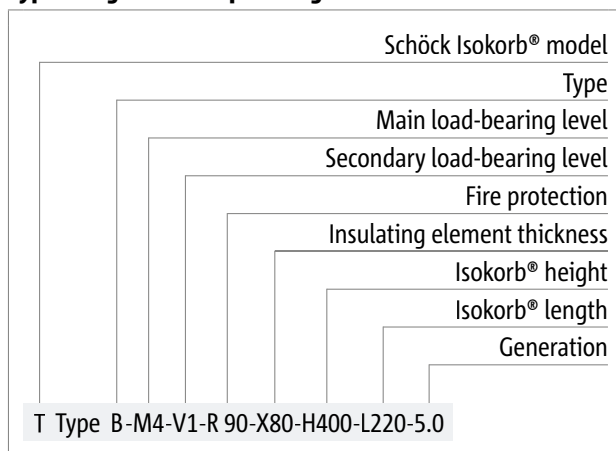 Schöck Isokorb® model
Type
Main load-bearing level
Secondary load-bearing level
Fire protection
Insulating element thickness
Isokorb® height
Isokorb® length
Generation
T Type B-M4-V1-R 90-X80-H400-L220-5.0